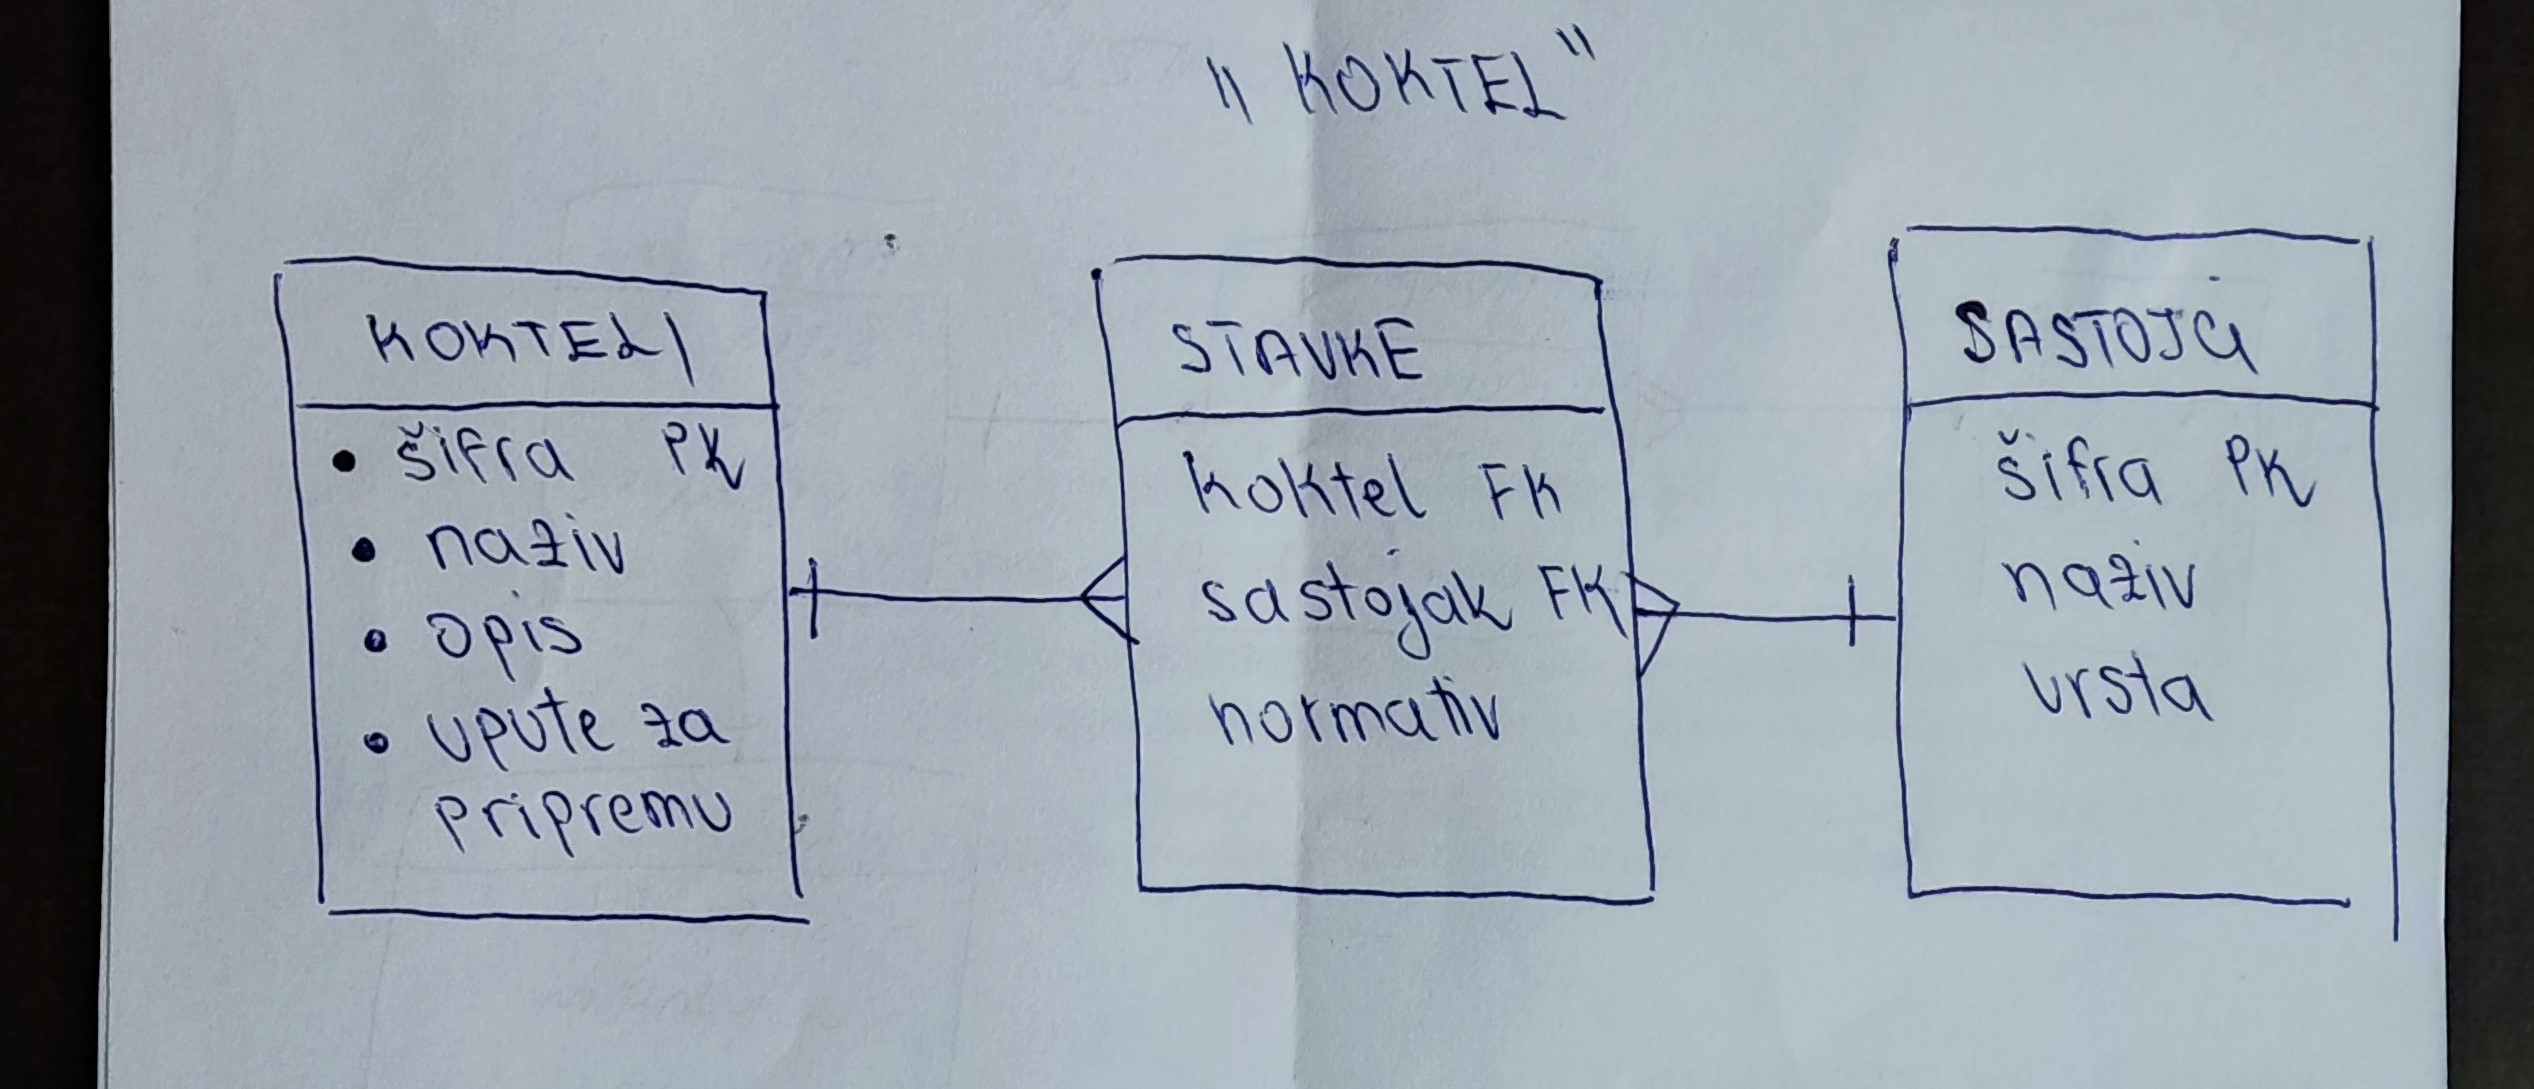 " KOKTEL "
KOKTELI
• šifra PK
• naziv
• opis
• upute za
pripremu
STAVKE
koktel FK
sastojak FK
normativ
SASTOJCI
šifra PK
naziv
vrsta